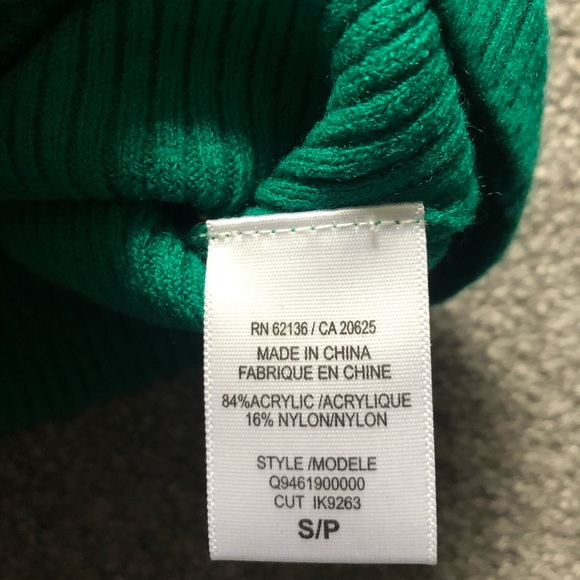 RN 62136 / CA 20625
MADE IN CHINA
FABRIQUE EN CHINE
84%ACRYLIC /ACRYLIQUE
16% NYLON/NYLON
STYLE /MODELE
Q9461900000
CUT IK9263
S/P